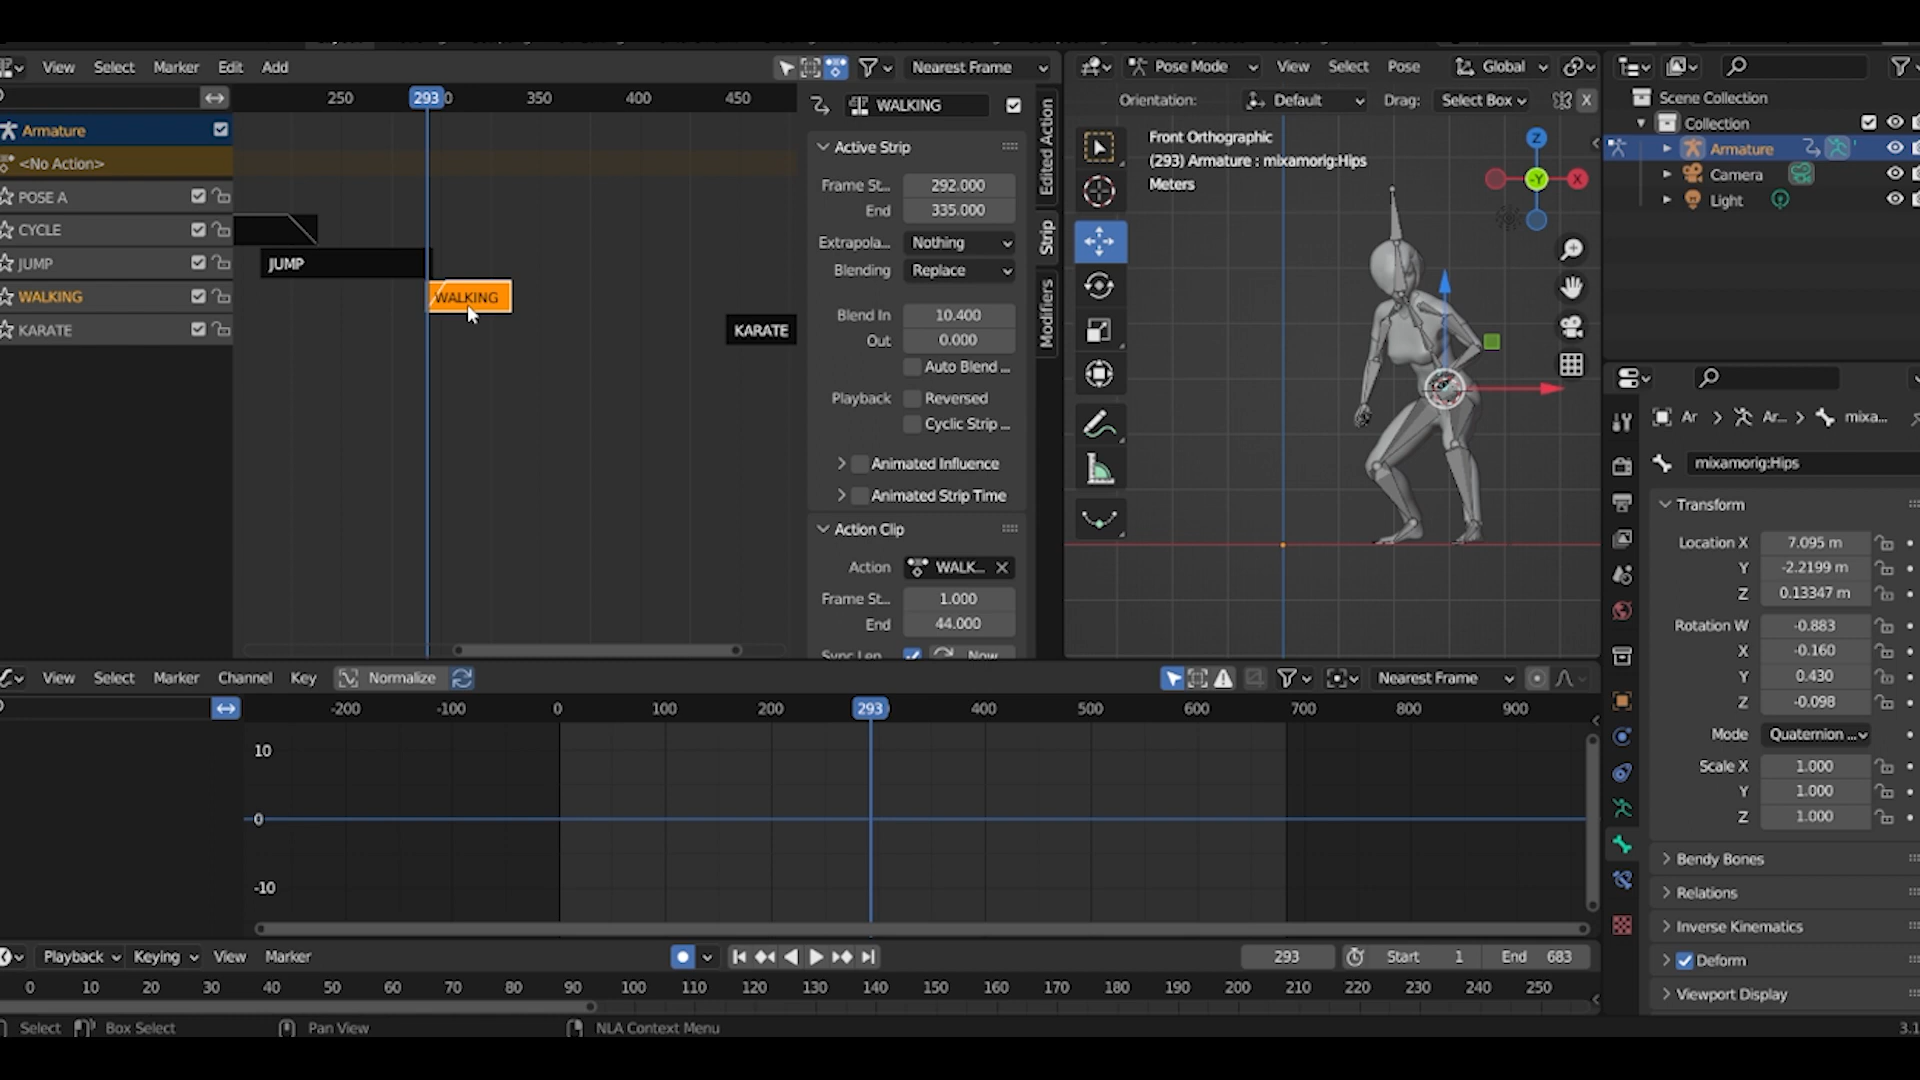 View Select Marker Edit Add Nearest Frame
250 293 350 400 450
Armature
<No Action>
POSE A
CYCLE
JUMP
WALKING
KARATE
JUMP
WALKING
KARATE
WALKING
Active Strip
Frame St... 292.000
End 335.000
Extrapola... Nothing
Blending Replace
Blend In 10.400
Out 0.000
Auto Blend ...
Playback Reversed
Cyclic Strip ...
Animated Influence
Animated Strip Time
Action Clip
Action WALK...
Frame St... 1.000
End 44.000
Sync Len... Now
Edited Action
Strip
Modifiers
Pose Mode View Select Pose Global
Orientation: Default Drag: Select Box X
Front Orthographic
(293) Armature : mixamorig:Hips
Meters
Z
-Y
X
Scene Collection
Collection
Armature
Camera
Light
Ar Ar... mixa...
mixamorig:Hips
Transform
Location X 7.095 m
Y -2.2199 m
Z 0.13347 m
Rotation W -0.883
X -0.160
Y 0.430
Z -0.098
Mode Quaternion ...
Scale X 1.000
Y 1.000
Z 1.000
Bendy Bones
Relations
Inverse Kinematics
Deform
Viewport Display
View Select Marker Channel Key Normalize Nearest Frame
-200 -100 0 100 200 293 400 500 600 700 800 900
10
0
-10
Playback Keying View Marker 293 Start 1 End 683
0 10 20 30 40 50 60 70 80 90 100 110 120 130 140 150 160 170 180 190 200 210 220 230 240 250
Select Box Select Pan View NLA Context Menu 3.1